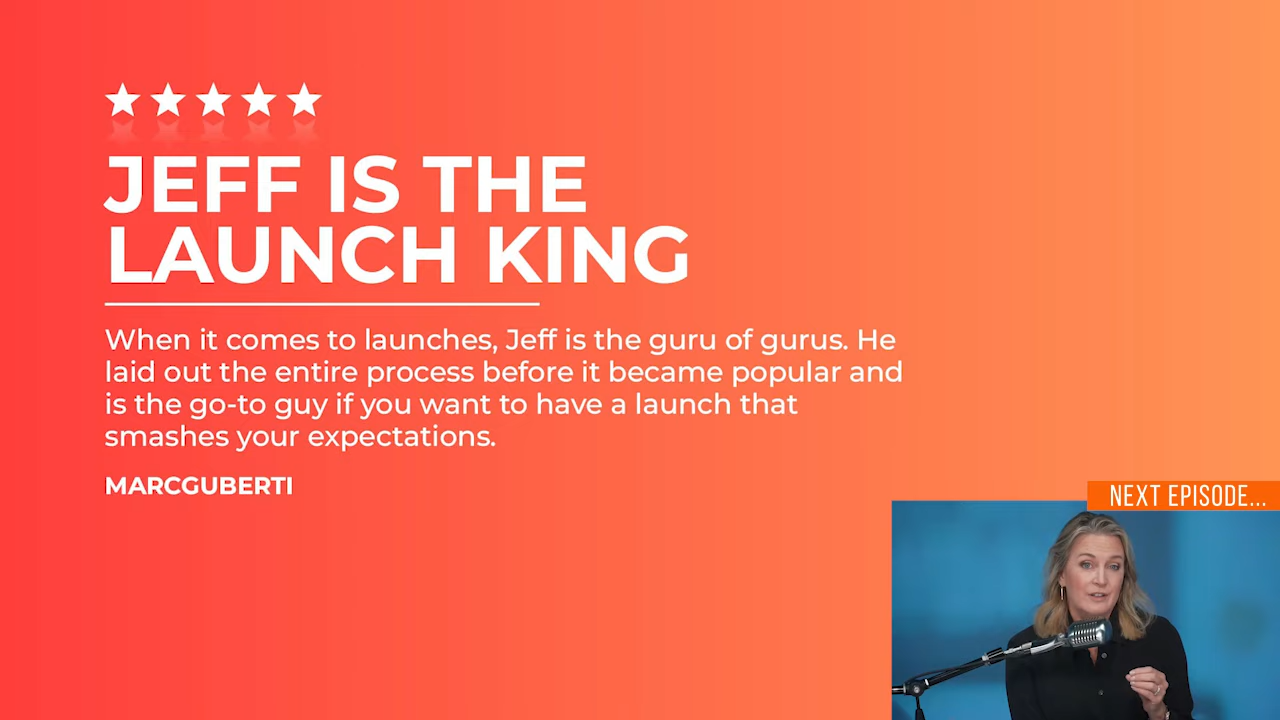 JEFF IS THE
LAUNCH KING
When it comes to launches, Jeff is the guru of gurus. He
laid out the entire process before it became popular and
is the go-to guy if you want to have a launch that
smashes your expectations.
MARCGUBERTI
NEXT EPISODE...